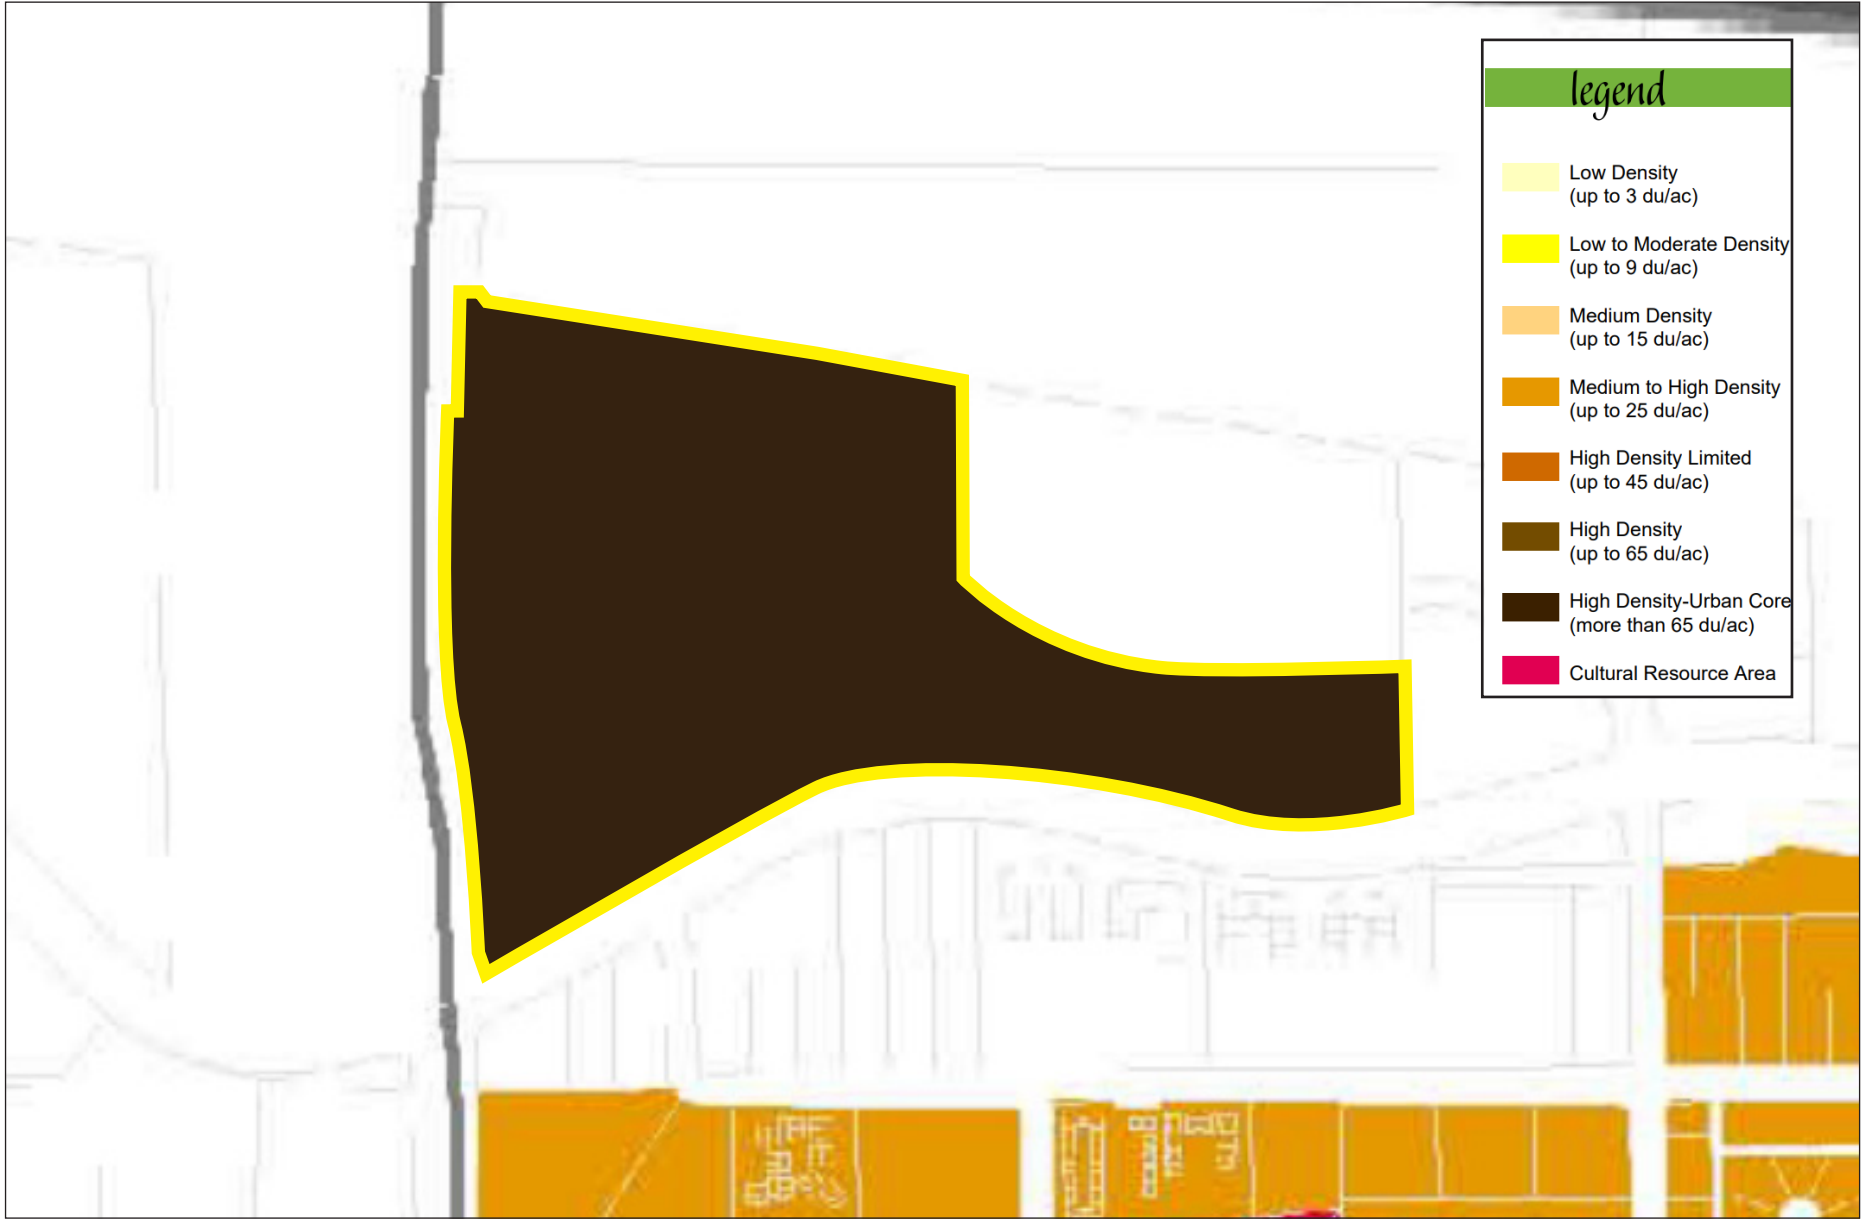 legend
Low Density
(up to 3 du/ac)
Low to Moderate Density
(up to 9 du/ac)
Medium Density
(up to 15 du/ac)
Medium to High Density
(up to 25 du/ac)
High Density Limited
(up to 45 du/ac)
High Density
(up to 65 du/ac)
High Density-Urban Core
(more than 65 du/ac)
Cultural Resource Area